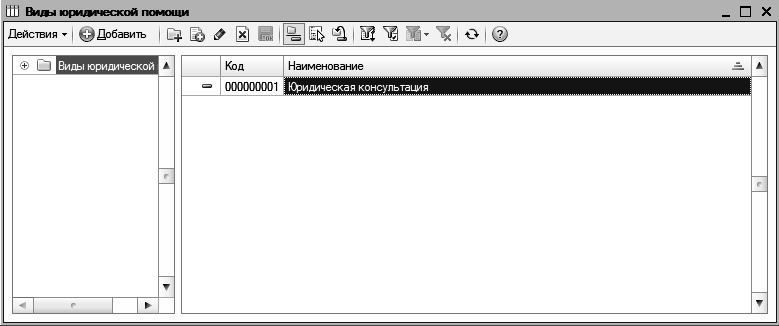 Виды юридической помощи
Действия Добавить
Виды юридической
Код Наименование
000000001 Юридическая консультация